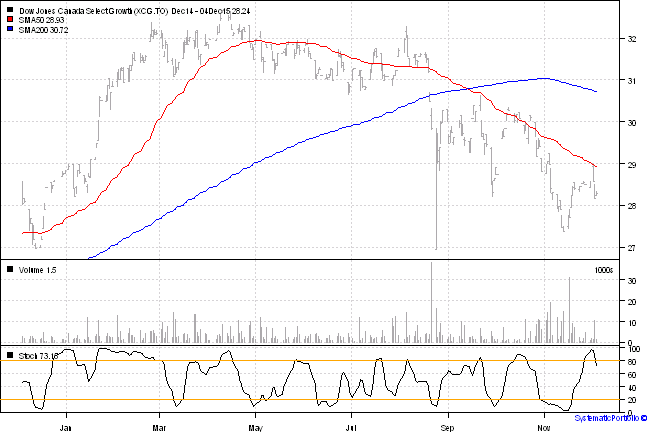 Dow Jones Canada Select Growth (XCG.TO) Dec14 - 04Dec15,28.24
SMA50 28.93
SMA200 30.72
32
31
30
29
28
27
Volume 1.5
1000s
30
20
10
0
Stoch 73.16
100
80
60
40
20
0
Jan
Mar
May
Jul
Sep
Nov
SystematicPortfolio ©